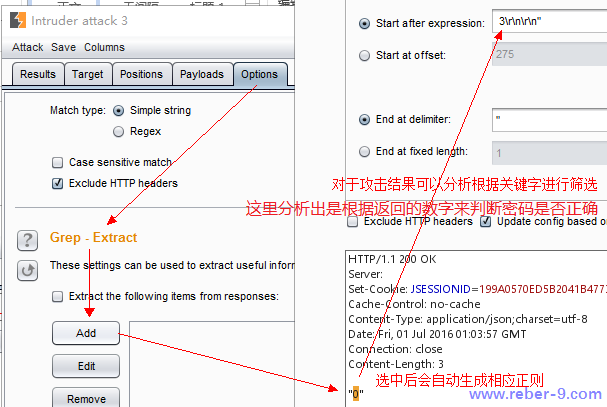 Intruder attack 3
Attack Save Columns
Results Target Positions Payloads Options
Match type: Simple string
Regex
Case sensitive match
Exclude HTTP headers
Grep - Extract
These settings can be used to extract useful infor
Extract the following items from responses:
Add
Edit
Remove
Start after expression: 3\r\n\r\n"
Start at offset: 275
End at delimiter: "
End at fixed length: 1
对于攻击结果可以分析根据关键字进行筛选
这里分析出是根据返回的数字来判断密码是否正确
Exclude HTTP headers Update config based on
HTTP/1.1 200 OK
Server:
Set-Cookie: JSESSIONID=199A0570ED5B2041B477
Cache-Control: no-cache
Content-Type: application/json;charset=utf-8
Date: Fri, 01 Jul 2016 01:03:57 GMT
Connection: close
Content-Length: 3
"0"
选中后会自动生成相应正则
www.reber-9.com